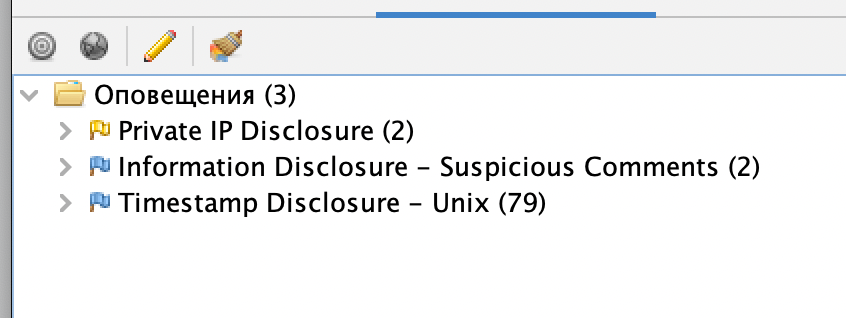 Оповещения (3)
Private IP Disclosure (2)
Information Disclosure – Suspicious Comments (2)
Timestamp Disclosure – Unix (79)